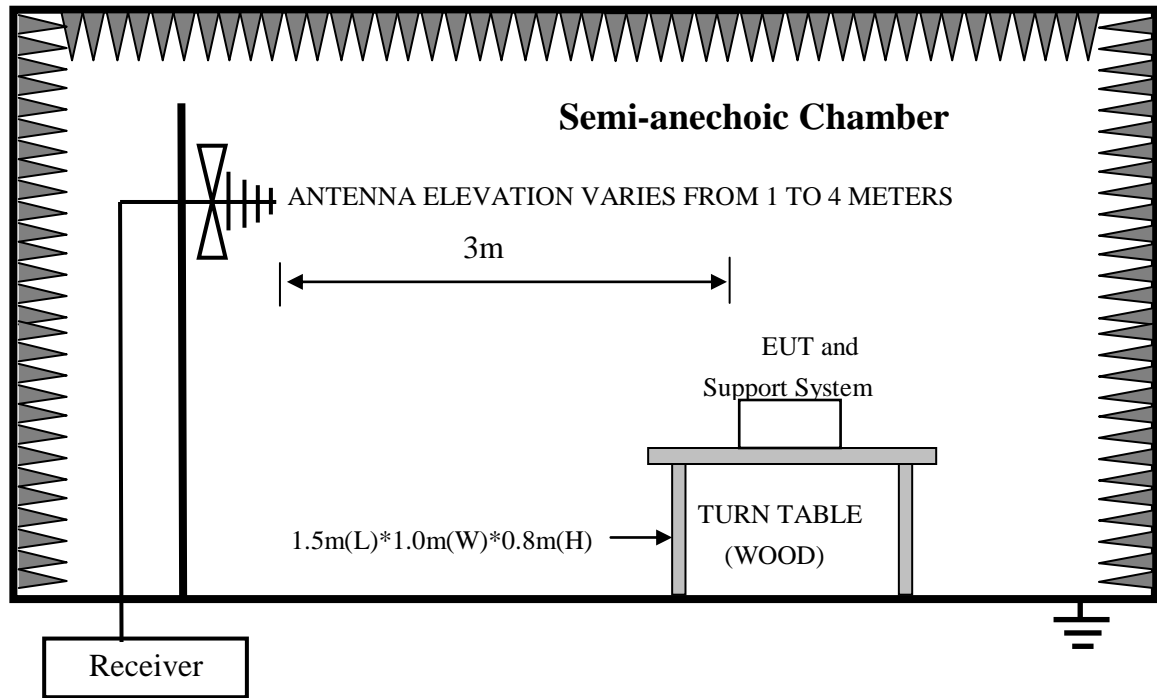 Semi-anechoic Chamber
ANTENNA ELEVATION VARIES FROM 1 TO 4 METERS
3m
EUT and
Support System
TURN TABLE
1.5m(L)*1.0m(W)*0.8m(H)
(WOOD)
Receiver